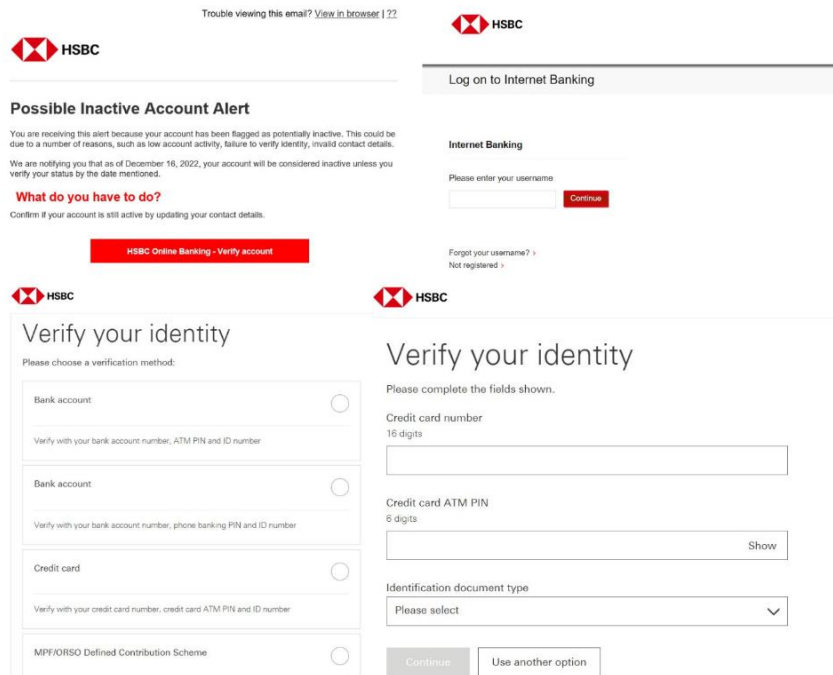 Trouble viewing this email? View in browser | ??
HSBC
Possible Inactive Account Alert
You are receiving this alert because your account has been flagged as potentially inactive. This could be
due to a number of reasons, such as low account activity, failure to verify identity, invalid contact details.
We are notifying you that as of December 16, 2022, your account will be considered inactive unless you
verify your status by the date mentioned.
What do you have to do?
Confirm if your account is still active by updating your contact details.
HSBC Online Banking - Verify account
HSBC
Log on to Internet Banking
Internet Banking
Please enter your username
Continue
Forgot your username? ›
Not registered ›
HSBC
Verify your identity
Please choose a verification method:
Bank account
Verify with your bank account number, ATM PIN and ID number
Bank account
Verify with your bank account number, phone banking PIN and ID number
Credit card
Verify with your credit card number, credit card ATM PIN and ID number
MPF/ORSO Defined Contribution Scheme
HSBC
Verify your identity
Please complete the fields shown.
Credit card number
16 digits
Credit card ATM PIN
6 digits
Show
Identification document type
Please select
Continue
Use another option